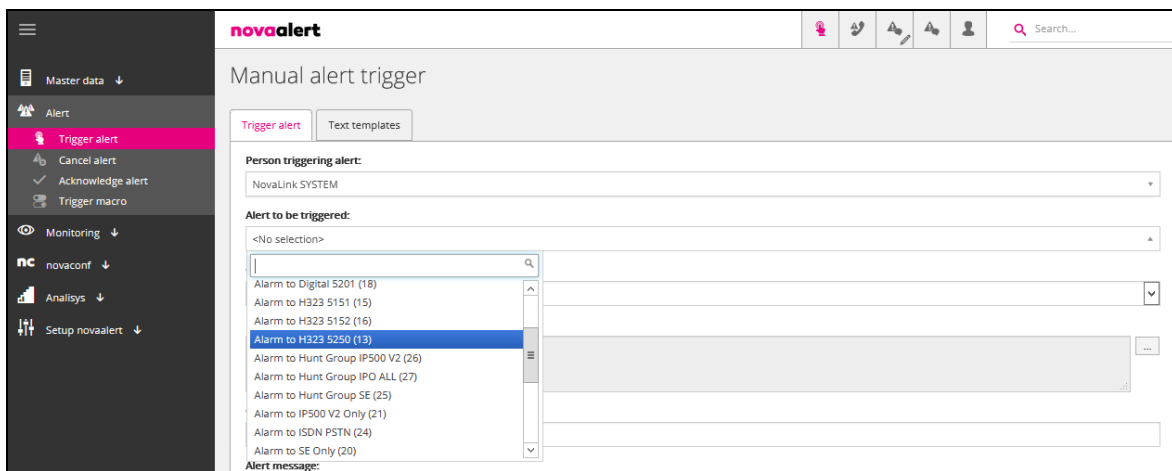 novaalert
Search...
Master data
Alert
Trigger alert
Cancel alert
Acknowledge alert
Trigger macro
Monitoring
nc novaconf
Analisys
Setup novaalert
Manual alert trigger
Trigger alert
Text templates
Person triggering alert:
NovaLink SYSTEM
Alert to be triggered:
<No selection>
Alarm to Digital 5201 (18)
Alarm to H323 5151 (15)
Alarm to H323 5152 (16)
Alarm to H323 5250 (13)
Alarm to Hunt Group IP500 V2 (26)
Alarm to Hunt Group IPO ALL (27)
Alarm to Hunt Group SE (25)
Alarm to IP500 V2 Only (21)
Alarm to ISDN PSTN (24)
Alarm to SE Only (20)
...
Alert message: